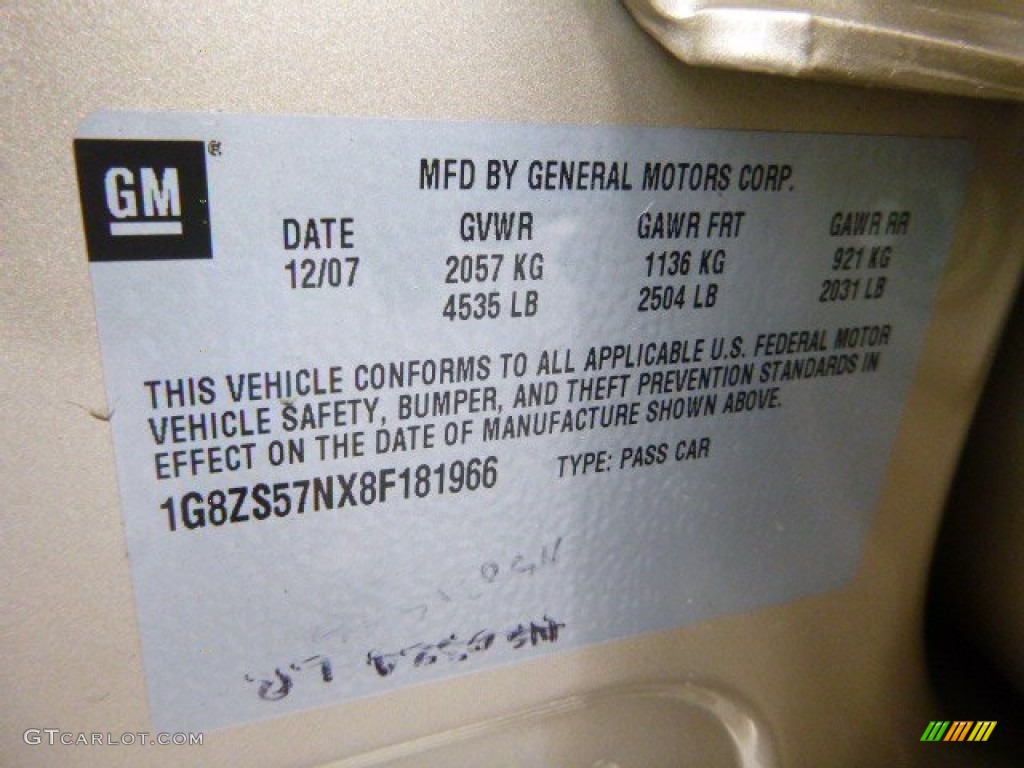 GM®
MFD BY GENERAL MOTORS CORP.
DATE GVWR GAWR FRT GAWR RR
12/07 2057 KG 1136 KG 921 KG
4535 LB 2504 LB 2031 LB
THIS VEHICLE CONFORMS TO ALL APPLICABLE U.S. FEDERAL MOTOR
VEHICLE SAFETY, BUMPER, AND THEFT PREVENTION STANDARDS IN
EFFECT ON THE DATE OF MANUFACTURE SHOWN ABOVE.
1G8ZS57NX8F181966 TYPE: PASS CAR
GTCARLOT.COM